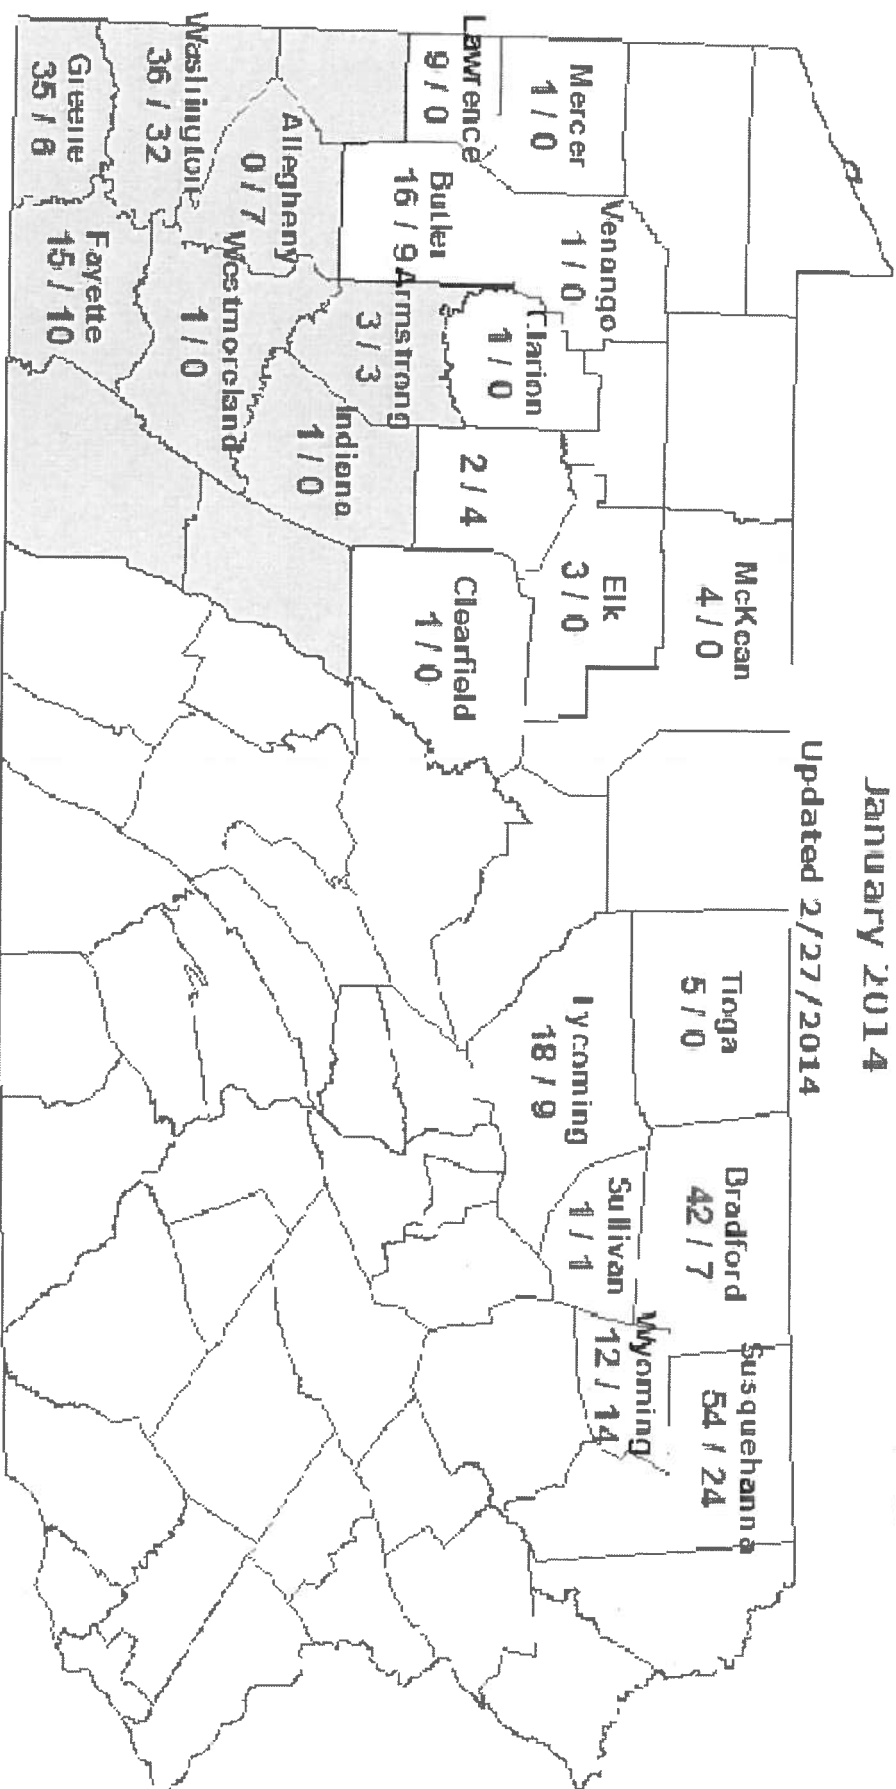 January 2014
Updated 2/27/2014
McKean
4 / 0
Tioga
5 / 0
Bradford
42 / 7
Susquehanna
54 / 24
Mercer
1 / 0
Venango
1 / 0
Elk
3 / 0
Lycoming
18 / 9
Sullivan
1 / 1
Wyoming
12 / 14
Lawrence
9 / 0
Butler
16 / 9
Clarion
1 / 0
2 / 4
Clearfield
1 / 0
Armstrong
3 / 3
Indiana
1 / 0
Allegheny
0 / 7
Westmoreland
1 / 0
Washington
36 / 32
Greene
35 / 6
Fayette
15 / 10